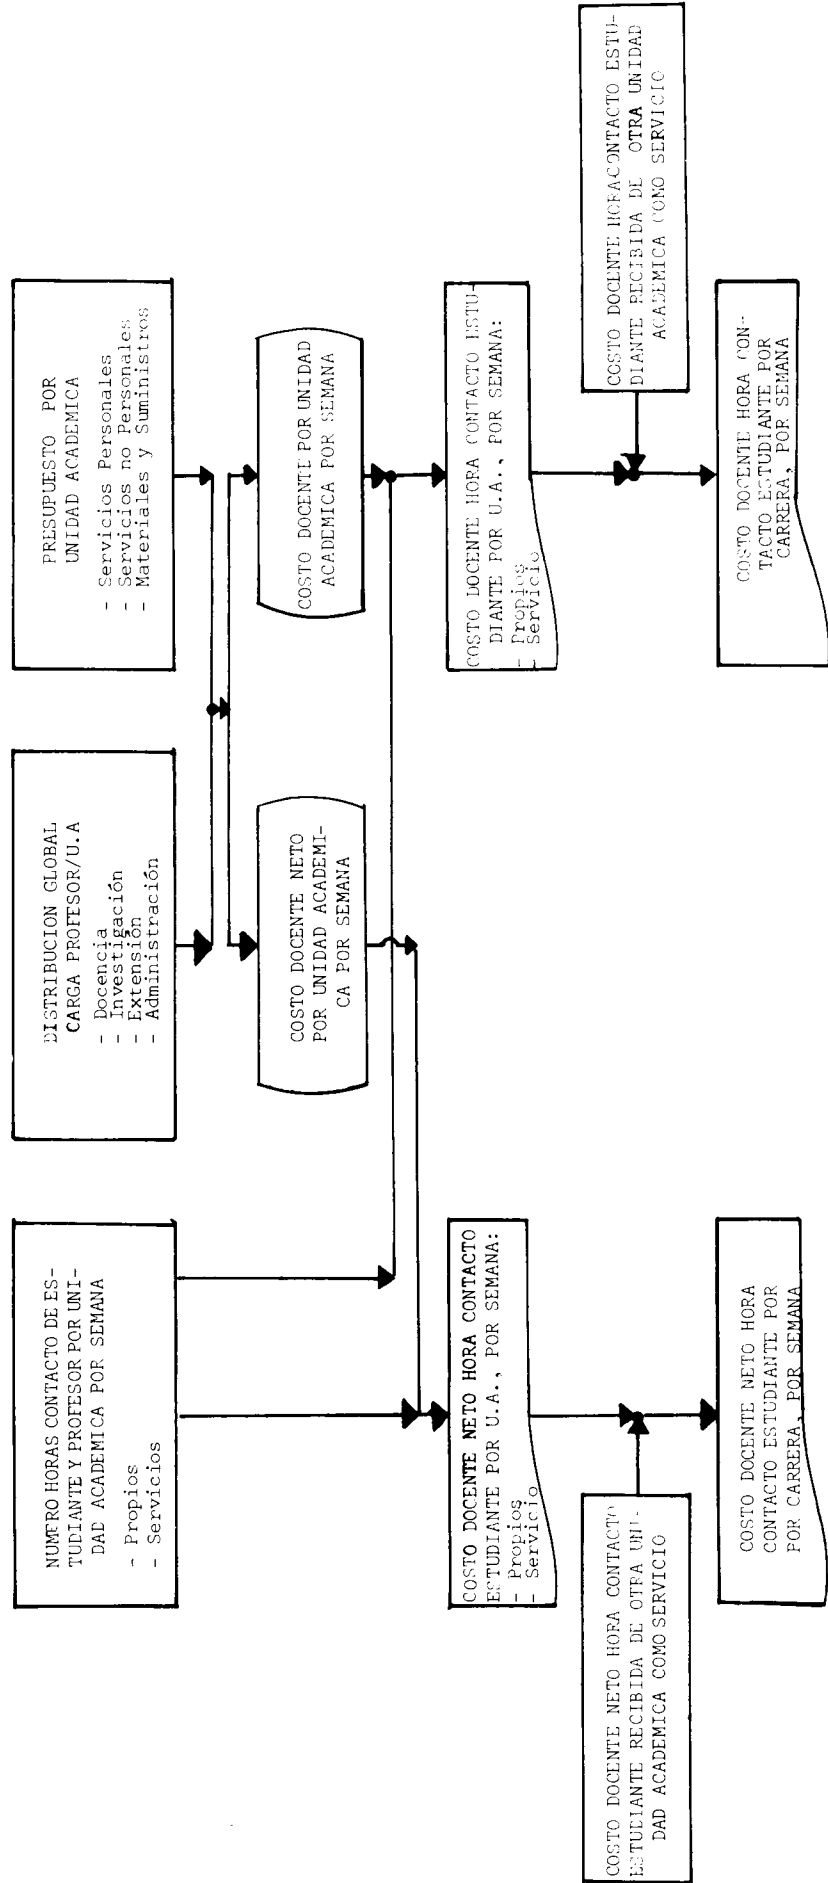 NUMERO HORAS CONTACTO DE ES-
TUDIANTE Y PROFESOR POR UNI-
DAD ACADEMICA POR SEMANA
- Propios
- Servicios
DISTRIBUCION GLOBAL
CARGA PROFESOR/U.A
- Docencia
- Investigación
- Extensión
- Administración
PRESUPUESTO POR
UNIDAD ACADEMICA
- Servicios Personales
- Servicios no Personales
- Materiales y Suministros
COSTO DOCENTE NETO
POR UNIDAD ACADEMI-
CA POR SEMANA
COSTO DOCENTE POR UNIDAD
ACADEMICA POR SEMANA
COSTO DOCENTE NETO HORA CONTACTO
ESTUDIANTE POR U.A., POR SEMANA:
- Propios
- Servicio
COSTO DOCENTE HORA CONTACTO ESTU-
DIANTE POR U.A., POR SEMANA:
- Propios
- Servicio
COSTO DOCENTE NETO HORA CONTACTO
ESTUDIANTE RECIBIDA DE OTRA UNI-
DAD ACADEMICA COMO SERVICIO
COSTO DOCENTE HORACONTACTO ESTU-
DIANTE RECIBIDA DE OTRA UNIDAD
ACADEMICA COMO SERVICIO
COSTO DOCENTE NETO HORA
CONTACTO ESTUDIANTE POR
POR CARRERA, POR SEMANA
COSTO DOCENTE HORA CON-
TACTO ESTUDIANTE POR
CARRERA, POR SEMANA